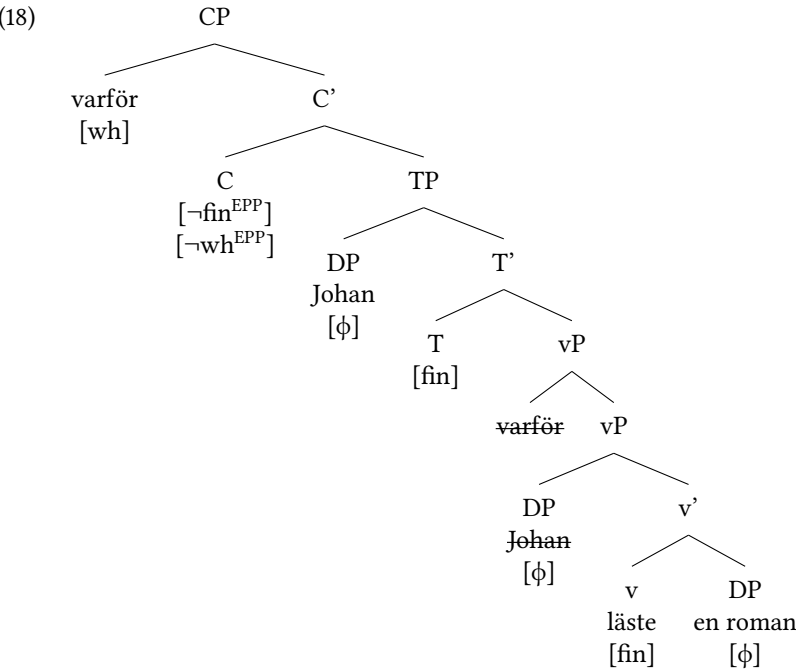 (18) CP
varför C’
[wh]
C TP
[¬fin^EPP]
[¬wh^EPP]
DP T’
Johan
[ϕ]
T vP
[fin]
varför vP
DP v’
Johan
[ϕ]
v DP
läste en roman
[fin] [ϕ]